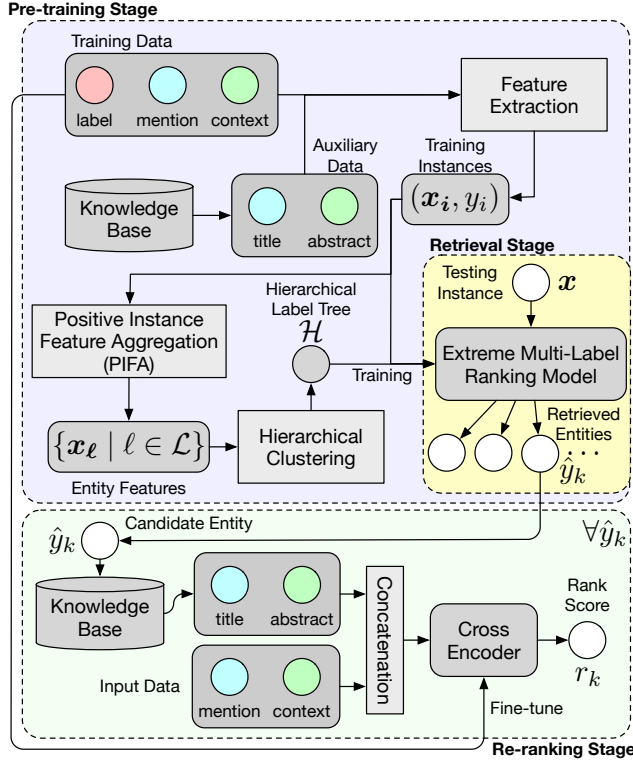 Pre-training Stage
Training Data
label
mention
context
Feature
Extraction
Auxiliary
Data
Training
Instances
Knowledge
Base
title
abstract
(x_i, y_i)
Retrieval Stage
Testing
Instance
x
Hierarchical
Label Tree
H
Positive Instance
Feature Aggregation
(PIFA)
Training
Extreme Multi-Label
Ranking Model
{x_ℓ | ℓ ∈ L}
Entity Features
Hierarchical
Clustering
Retrieved
Entities
...
ŷ_k
Candidate Entity
∀ŷ_k
ŷ_k
Knowledge
Base
title
abstract
Concatenation
Cross
Encoder
Rank
Score
r_k
Input Data
mention
context
Fine-tune
Re-ranking Stage